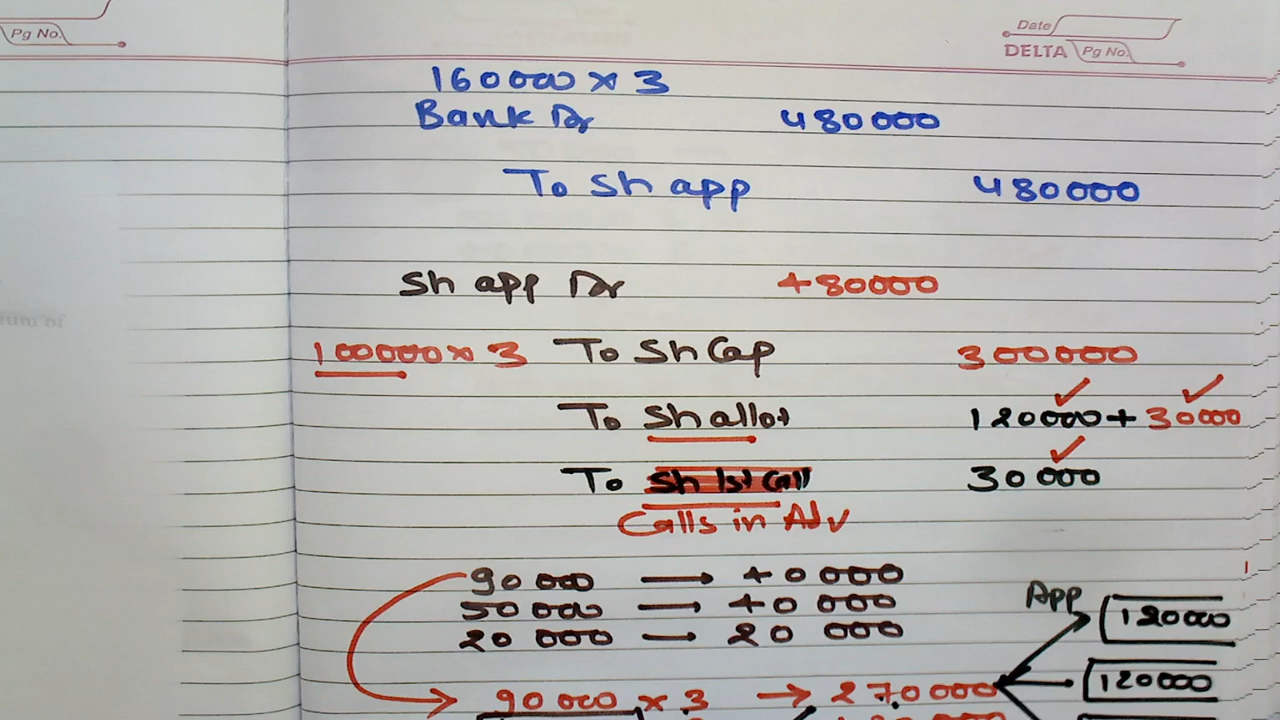 Pg No.
Date
DELTA Pg No.
160000 x 3
Bank Dr 480000
To Sh app 480000
Sh app Dr 480000
100000 x 3 To Sh Cap 300000
To Sh allot 120000 + 30000
To Sh 1st Call 30000
Calls in Adv
90000 → 40000
50000 → 40000
20000 → 20000
App 120000
90000 x 3 → 270000 120000